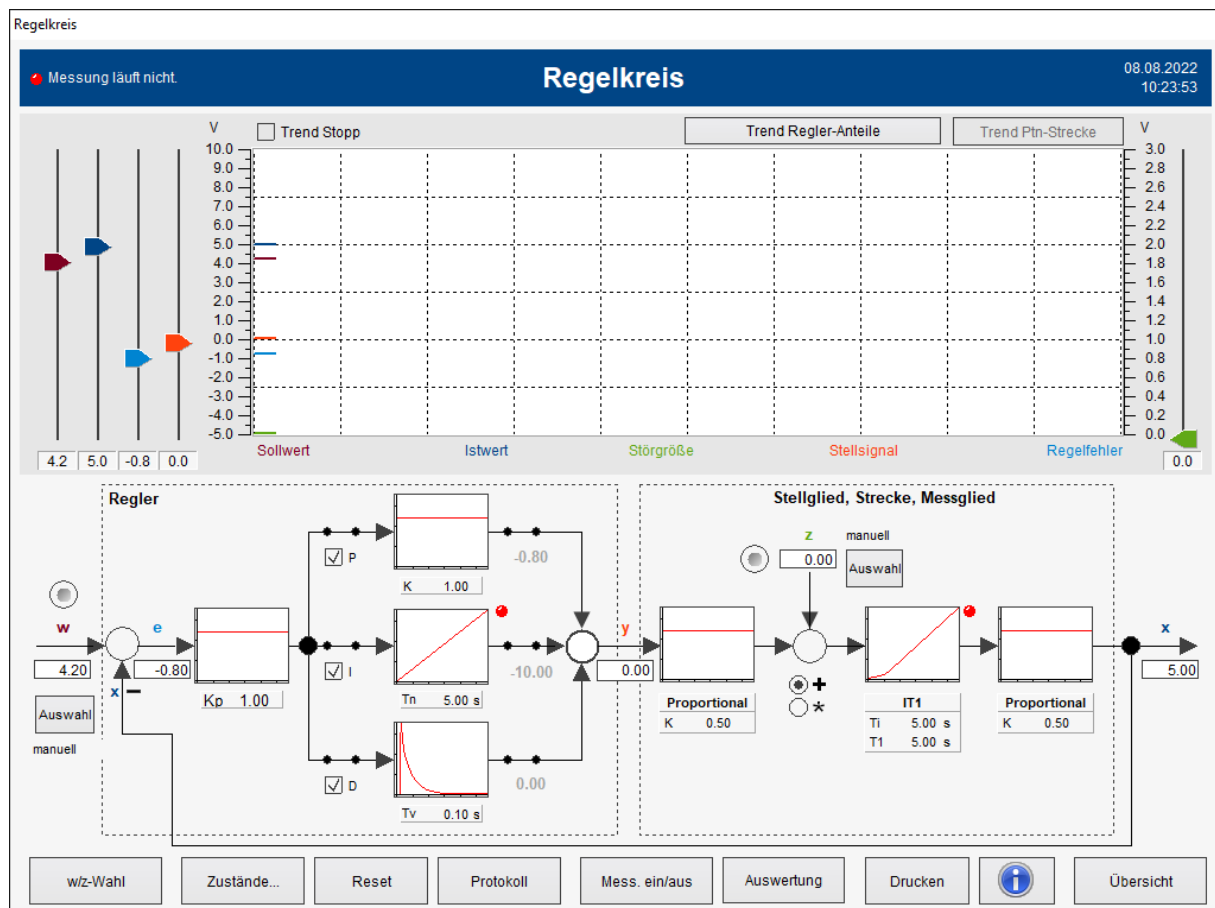 Regelkreis
Messung läuft nicht.
Regelkreis
08.08.2022
10:23:53
V
Trend Stopp
Trend Regler-Anteile
Trend Ptn-Strecke
V
10.0
9.0
8.0
7.0
6.0
5.0
4.0
3.0
2.0
1.0
0.0
-1.0
-2.0
-3.0
-4.0
-5.0
3.0
2.8
2.6
2.4
2.2
2.0
1.8
1.6
1.4
1.2
1.0
0.8
0.6
0.4
0.2
0.0
4.2 5.0 -0.8 0.0
Sollwert Istwert Störgröße Stellsignal Regelfehler
0.0
Regler
P
K 1.00
-0.80
w
4.20
Auswahl
manuell
e
-0.80
x −
Kp 1.00
I
Tn 5.00 s
-10.00
D
Tv 0.10 s
0.00
y
0.00
Stellglied, Strecke, Messglied
z
manuell
0.00
Auswahl
Proportional
K 0.50
+
*
IT1
Ti 5.00 s
T1 5.00 s
Proportional
K 0.50
x
5.00
w/z-Wahl
Zustände...
Reset
Protokoll
Mess. ein/aus
Auswertung
Drucken
i
Übersicht